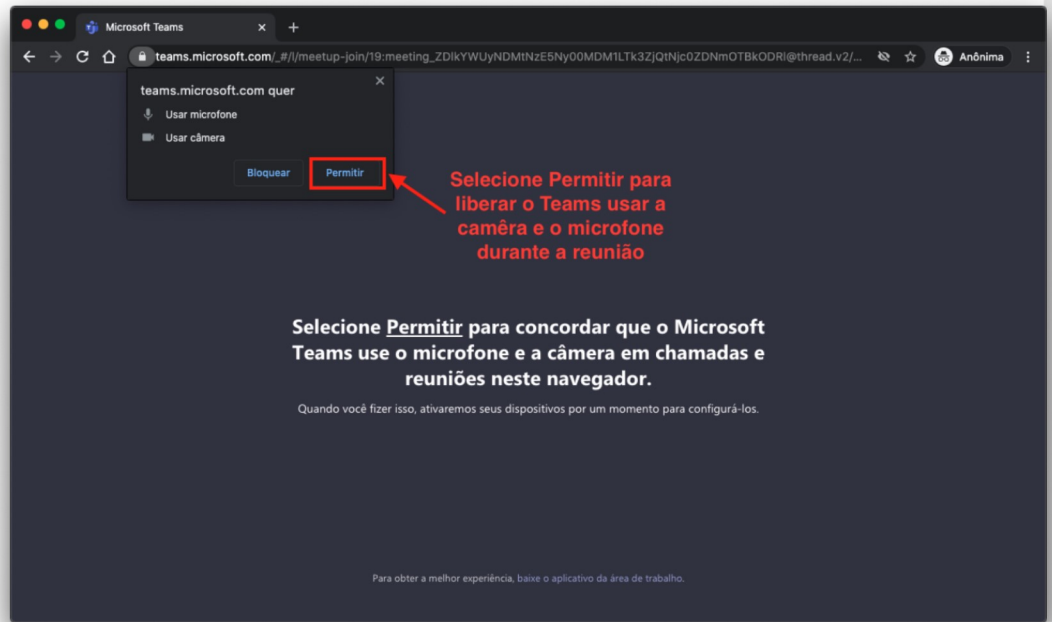 Microsoft Teams
teams.microsoft.com/_#/l/meetup-join/19:meeting_ZDlkYWUyNDMtNzE5Ny00MDM1LTk3ZjQtNjc0ZDNmOTBkODRl@thread.v2/...
Anônima
teams.microsoft.com quer
Usar microfone
Usar câmera
Bloquear
Permitir
Selecione Permitir para
liberar o Teams usar a
camêra e o microfone
durante a reunião
Selecione Permitir para concordar que o Microsoft
Teams use o microfone e a câmera em chamadas e
reuniões neste navegador.
Quando você fizer isso, ativaremos seus dispositivos por um momento para configurá-los.
Para obter a melhor experiência, baixe o aplicativo da área de trabalho.